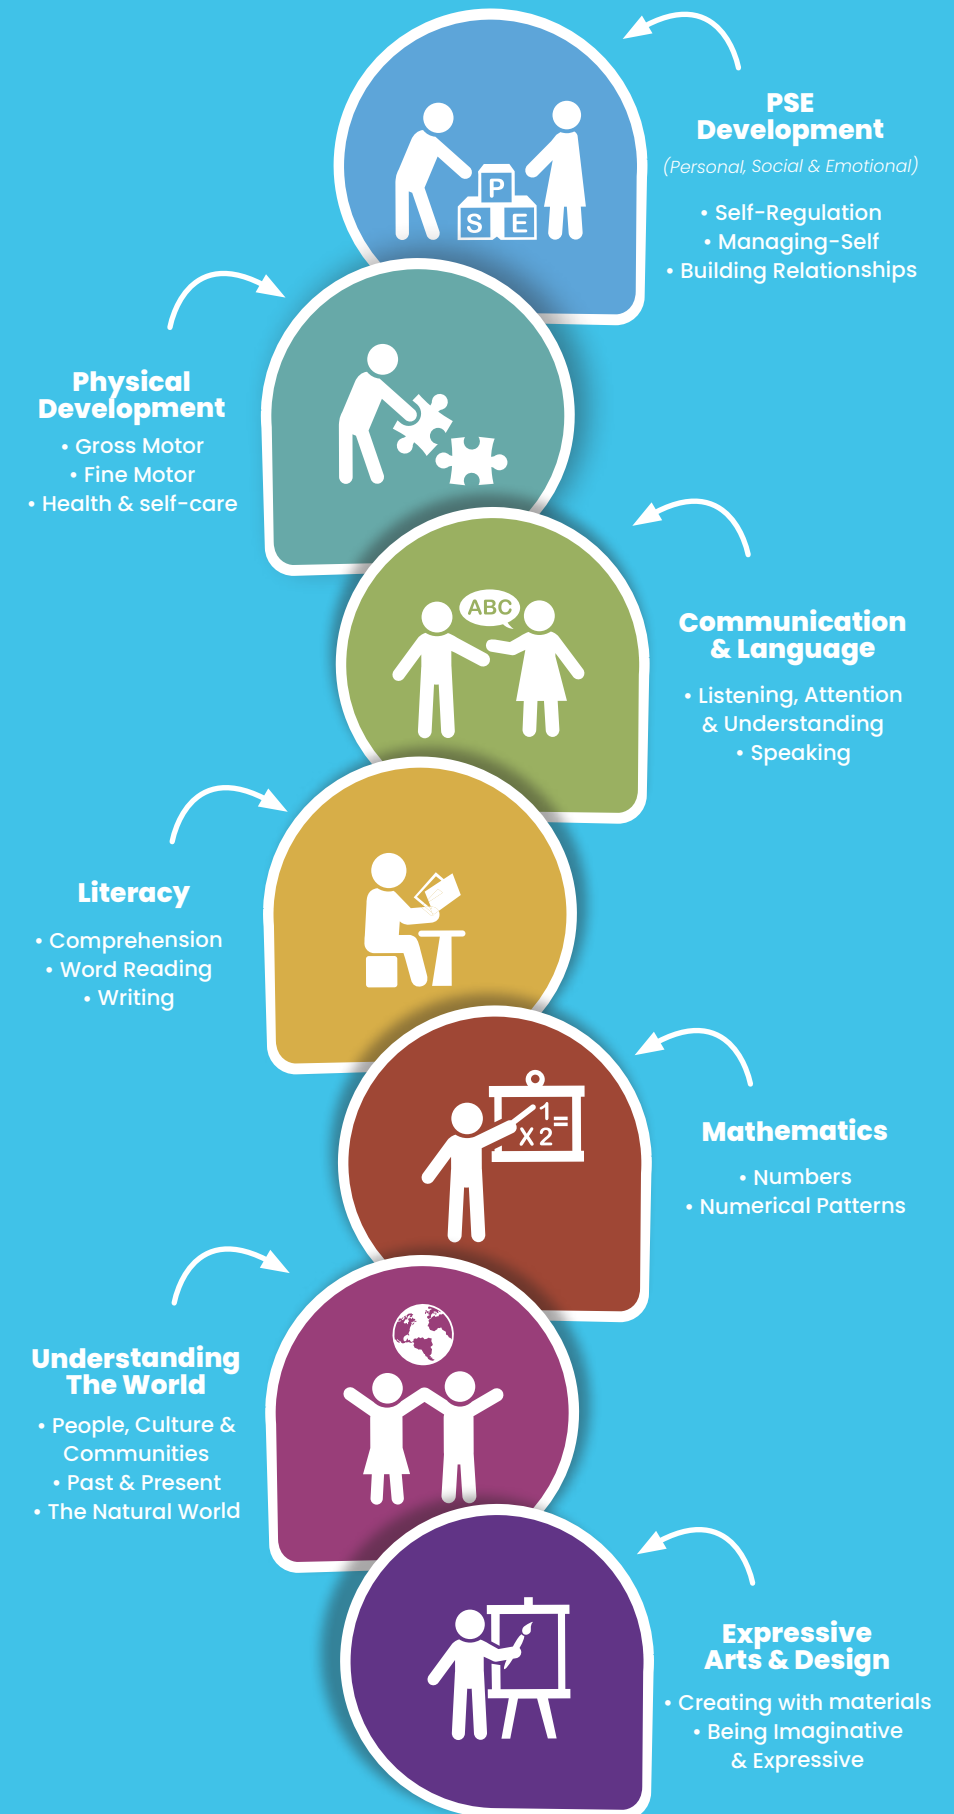 PSE
Development
(Personal, Social & Emotional)
• Self-Regulation
• Managing-Self
• Building Relationships
P
S E
Physical
Development
• Gross Motor
• Fine Motor
• Health & self-care
Communication
& Language
• Listening, Attention
& Understanding
• Speaking
ABC
Literacy
• Comprehension
• Word Reading
• Writing
Mathematics
• Numbers
• Numerical Patterns
1
x 2 =
Understanding
The World
• People, Culture &
Communities
• Past & Present
• The Natural World
Expressive
Arts & Design
• Creating with materials
• Being Imaginative
& Expressive